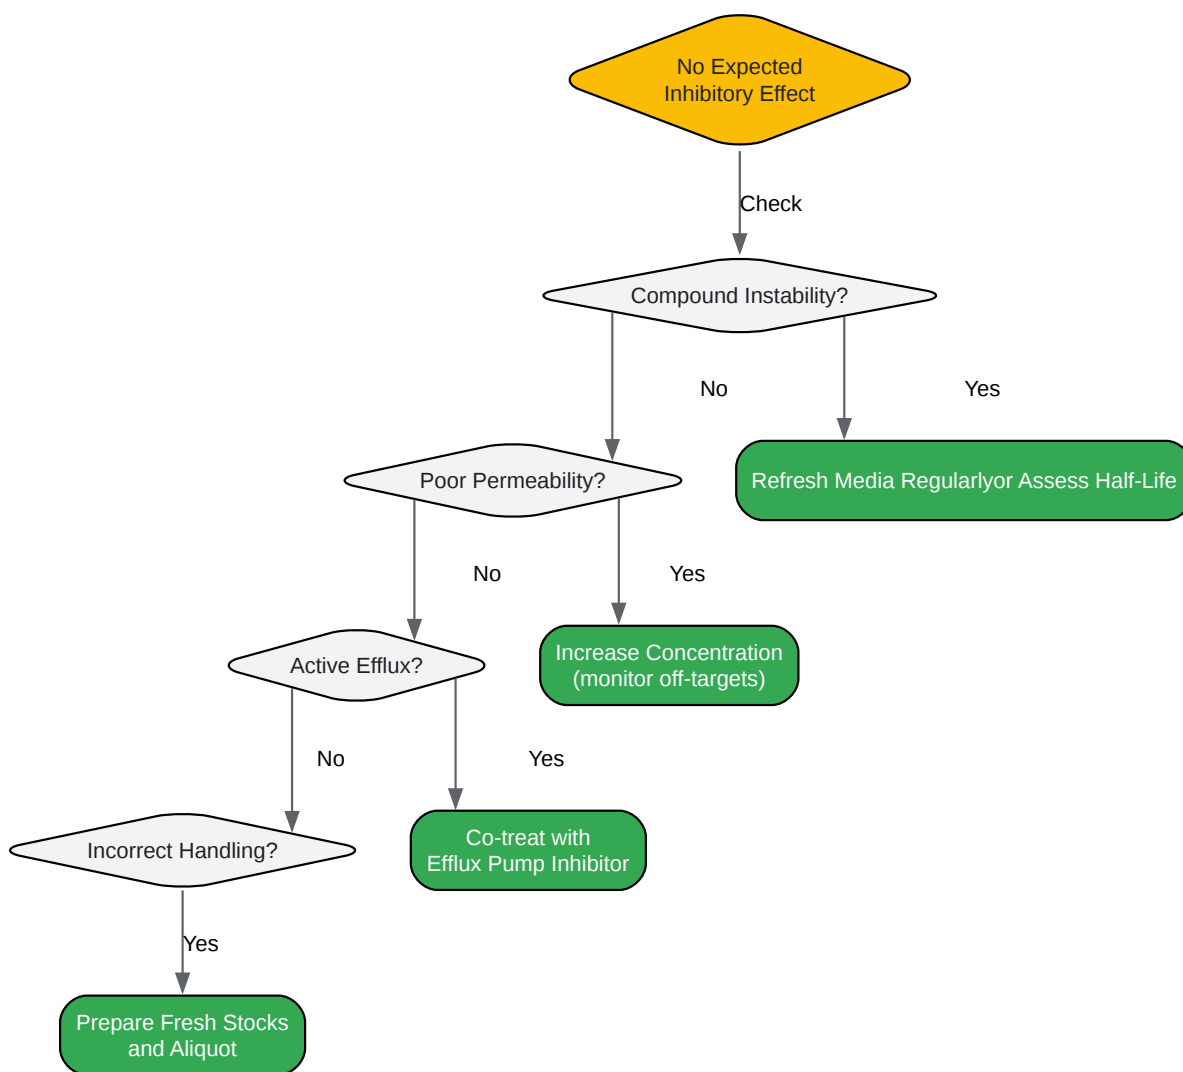 No Expected
Inhibitory Effect
Check
Compound Instability?
No
Yes
Refresh Media Regularlyor Assess Half-Life
Poor Permeability?
No
Yes
Increase Concentration
(monitor off-targets)
Active Efflux?
No
Yes
Co-treat with
Efflux Pump Inhibitor
Incorrect Handling?
Yes
Prepare Fresh Stocks
and Aliquot